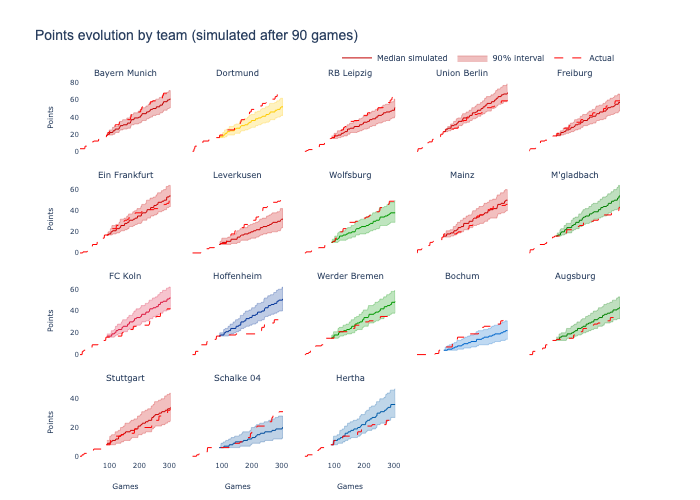 Points evolution by team (simulated after 90 games)
Median simulated 90% interval Actual
Bayern Munich Dortmund RB Leipzig Union Berlin Freiburg
80
60
40
20
0
Points
Ein Frankfurt Leverkusen Wolfsburg Mainz M'gladbach
60
40
20
0
Points
FC Koln Hoffenheim Werder Bremen Bochum Augsburg
60
40
20
0
Points
Stuttgart Schalke 04 Hertha
40
20
0
Points
100 200 300 100 200 300 100 200 300
Games Games Games